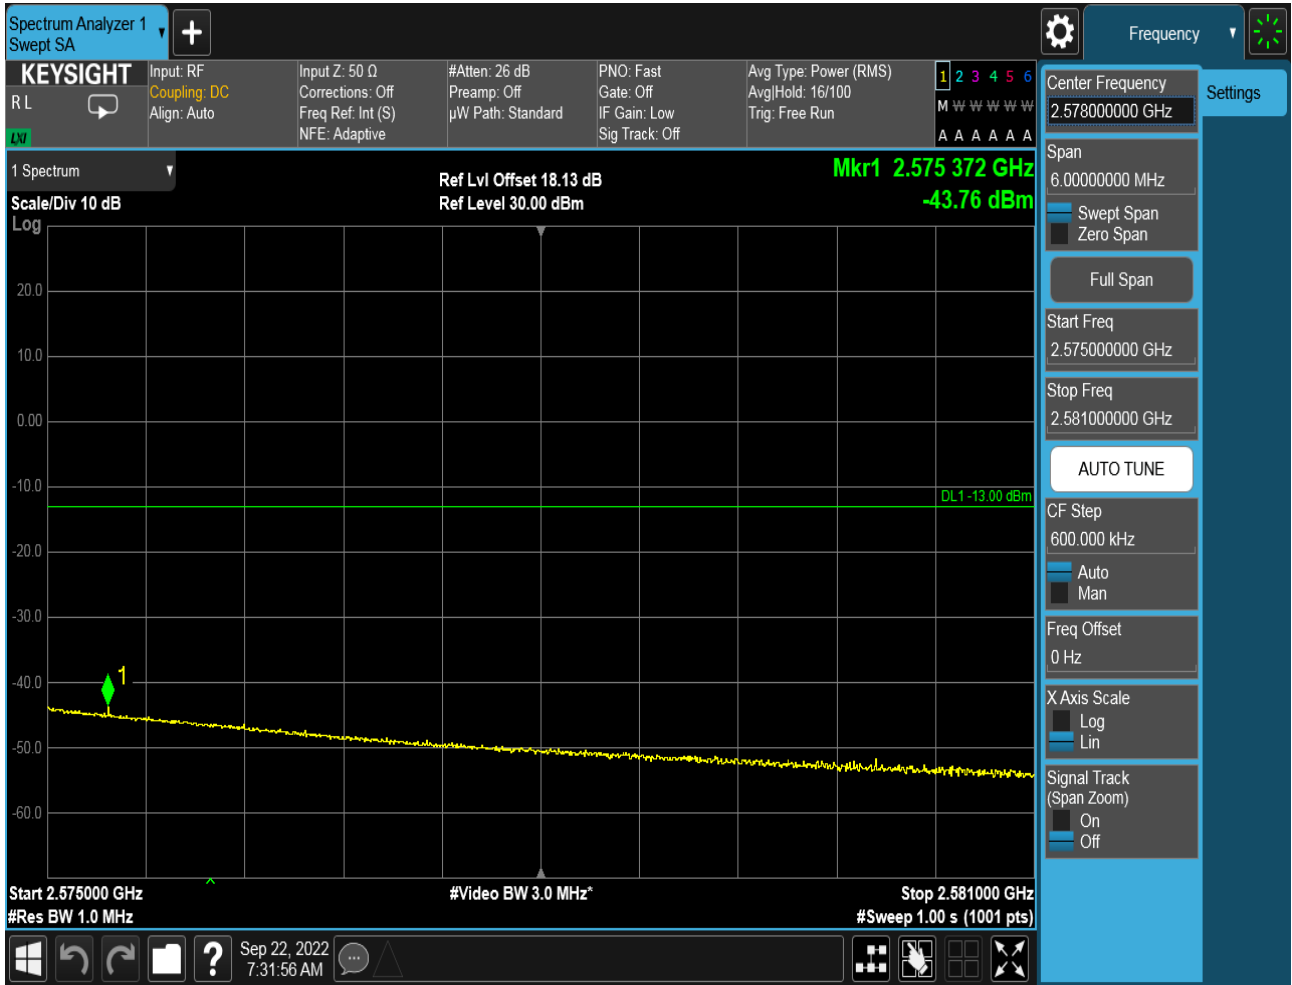 Spectrum Analyzer 1
Swept SA
+
Frequency
KEYSIGHT
R L
LXI
Input: RF
Coupling: DC
Align: Auto
Input Z: 50 Ω
Corrections: Off
Freq Ref: Int (S)
NFE: Adaptive
#Atten: 26 dB
Preamp: Off
µW Path: Standard
PNO: Fast
Gate: Off
IF Gain: Low
Sig Track: Off
Avg Type: Power (RMS)
Avg|Hold: 16/100
Trig: Free Run
1 2 3 4 5 6
M W W W W W
A A A A A A
1 Spectrum
Scale/Div 10 dB
Log
Ref Lvl Offset 18.13 dB
Ref Level 30.00 dBm
Mkr1 2.575 372 GHz
-43.76 dBm
20.0
10.0
0.00
-10.0
DL1 -13.00 dBm
-20.0
-30.0
-40.0
1
-50.0
-60.0
Start 2.575000 GHz
#Video BW 3.0 MHz*
Stop 2.581000 GHz
#Res BW 1.0 MHz
#Sweep 1.00 s (1001 pts)
?
Sep 22, 2022
7:31:56 AM
Center Frequency
2.578000000 GHz
Settings
Span
6.00000000 MHz
Swept Span
Zero Span
Full Span
Start Freq
2.575000000 GHz
Stop Freq
2.581000000 GHz
AUTO TUNE
CF Step
600.000 kHz
Auto
Man
Freq Offset
0 Hz
X Axis Scale
Log
Lin
Signal Track
(Span Zoom)
On
Off